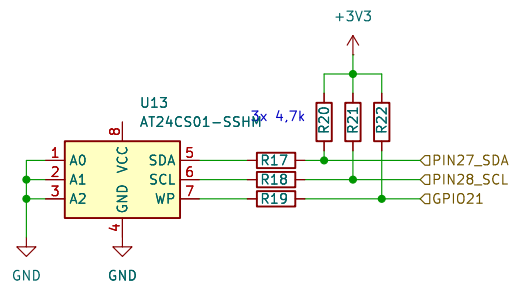 +3V3
U13
AT24CS01-SSHM
3x 4,7k
R20
R21
R22
8
VCC
1 A0 SDA 5 R17 PIN27_SDA
2 A1 SCL 6 R18 PIN28_SCL
3 A2 WP 7 R19 GPIO21
GND
4
GND
GND